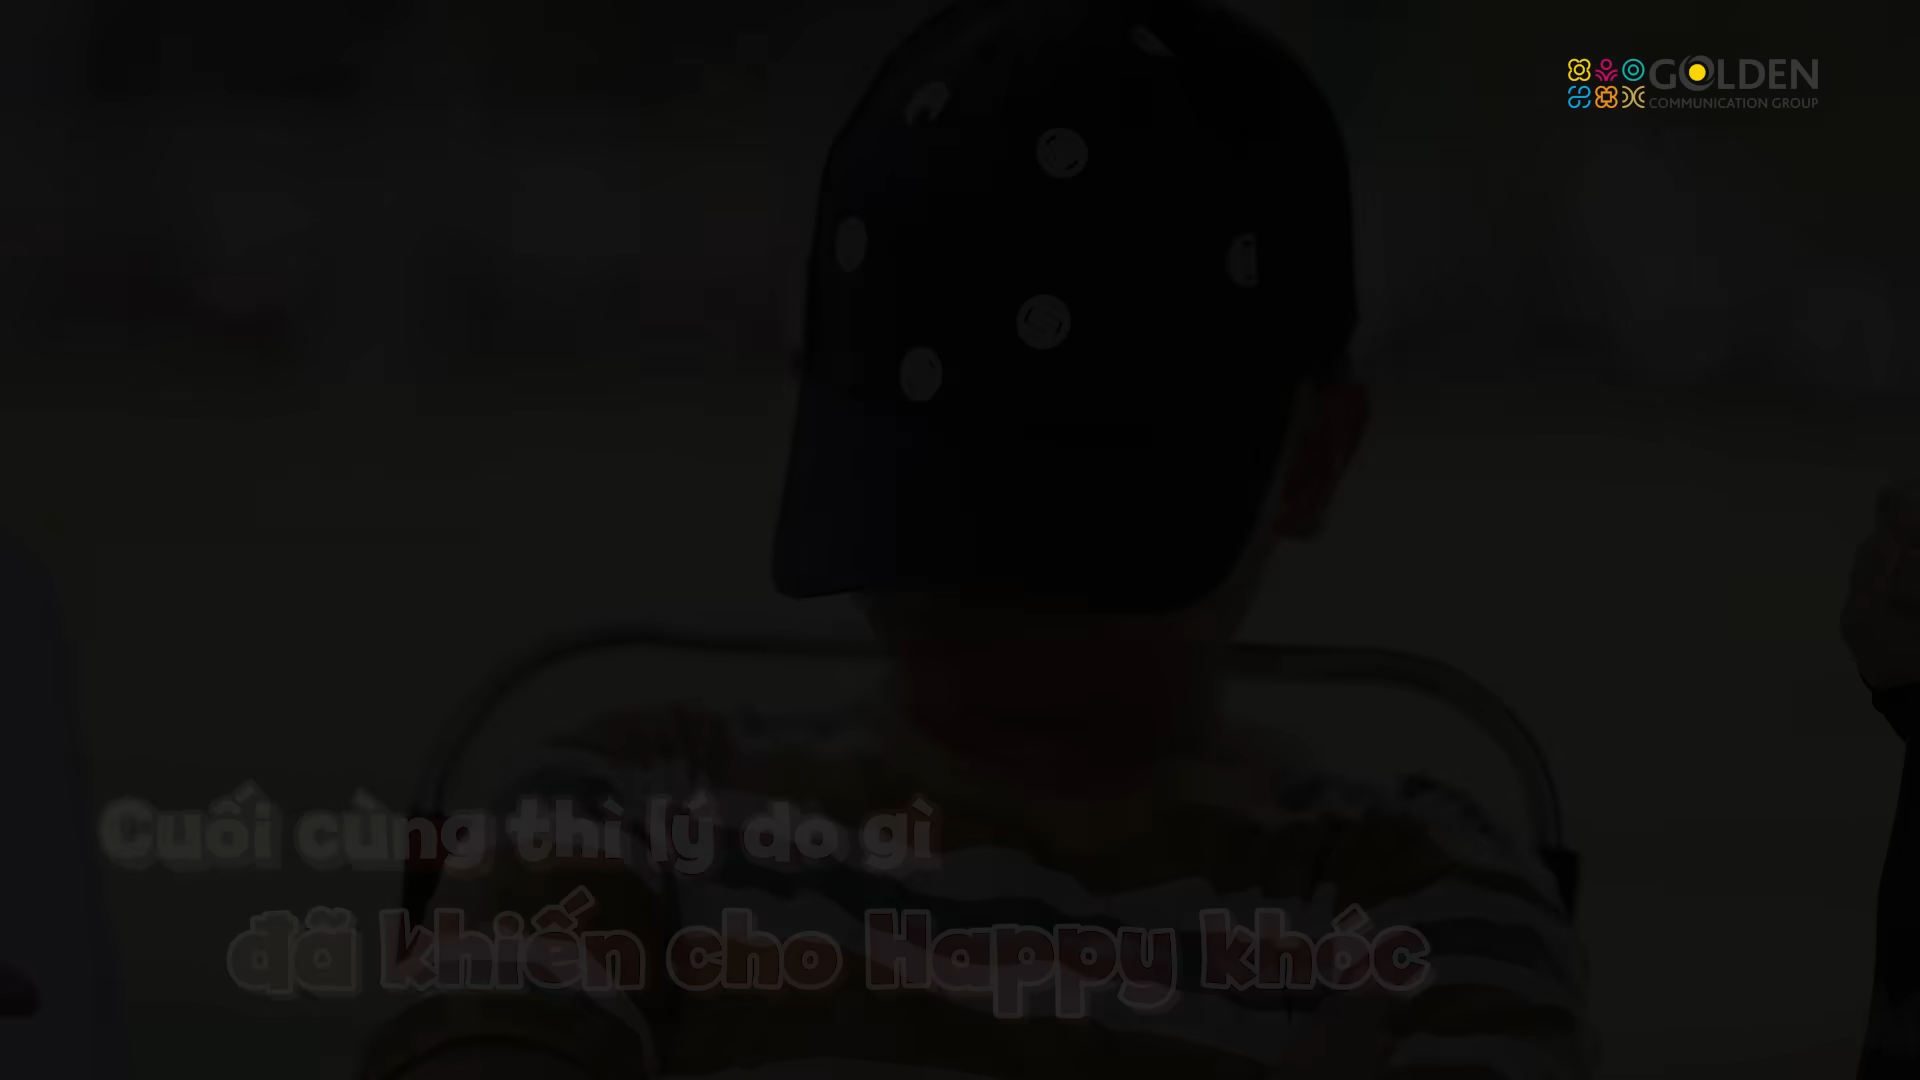 GOLDEN
COMMUNICATION GROUP
Cuối cùng thì lý do gì
đã khiến cho Happy khóc